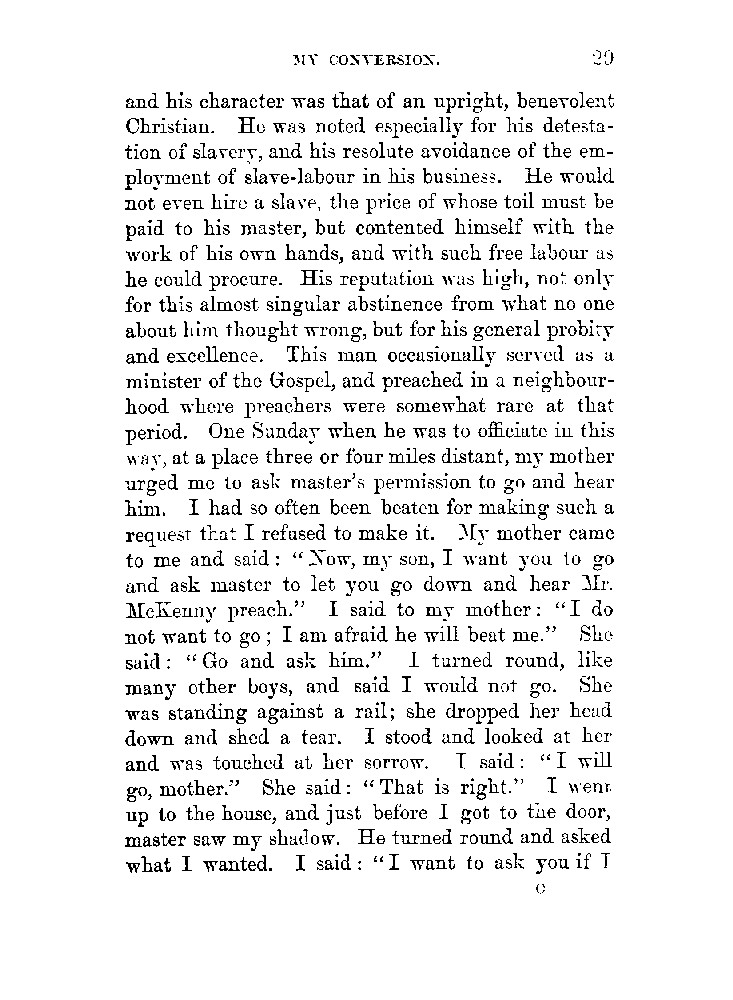 MY CONVERSION. 29
and his character was that of an upright, benevolent
Christian. He was noted especially for his detesta-
tion of slavery, and his resolute avoidance of the em-
ployment of slave-labour in his business. He would
not even hire a slave, the price of whose toil must be
paid to his master, but contented himself with the
work of his own hands, and with such free labour as
he could procure. His reputation was high, not only
for this almost singular abstinence from what no one
about him thought wrong, but for his general probity
and excellence. This man occasionally served as a
minister of the Gospel, and preached in a neighbour-
hood where preachers were somewhat rare at that
period. One Sunday when he was to officiate in this
way, at a place three or four miles distant, my mother
urged me to ask master's permission to go and hear
him. I had so often been beaten for making such a
request that I refused to make it. My mother came
to me and said: "Now, my son, I want you to go
and ask master to let you go down and hear Mr.
McKenny preach." I said to my mother: "I do
not want to go; I am afraid he will beat me." She
said: "Go and ask him." I turned round, like
many other boys, and said I would not go. She
was standing against a rail; she dropped her head
down and shed a tear. I stood and looked at her
and was touched at her sorrow. I said: "I will
go, mother." She said: "That is right." I went
up to the house, and just before I got to the door,
master saw my shadow. He turned round and asked
what I wanted. I said: "I want to ask you if I
C